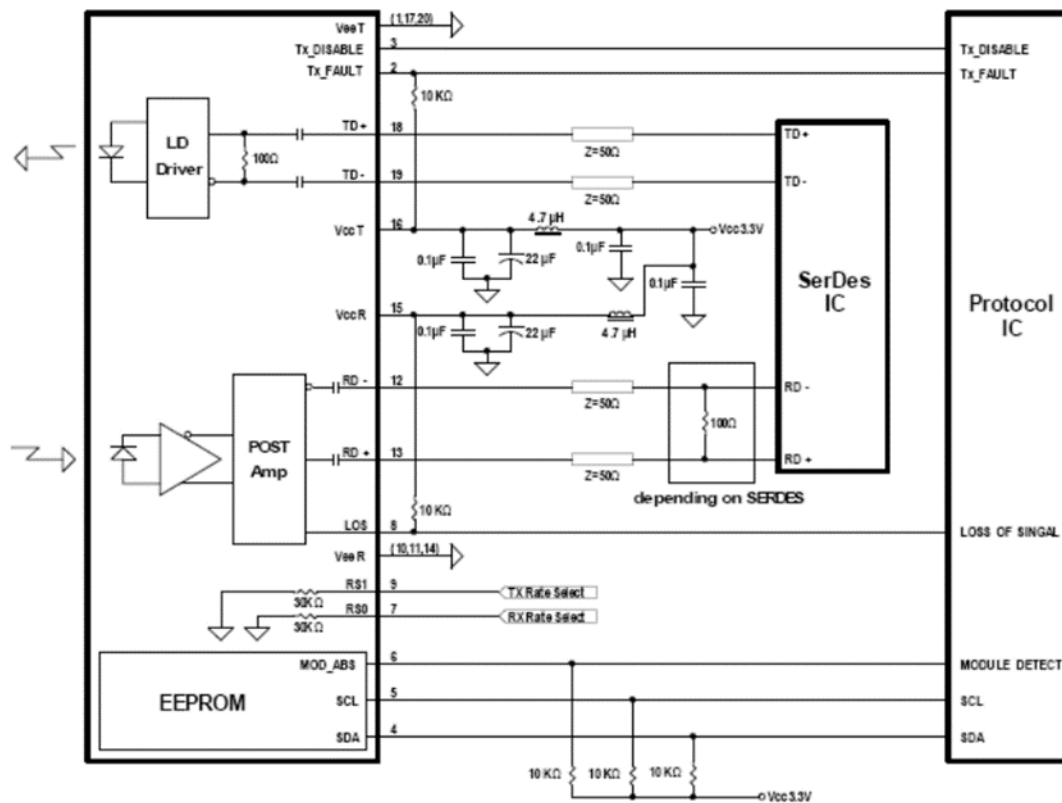 VeeT (1,17,20)
Tx_DISABLE 3 Tx_DISABLE
Tx_FAULT 2 Tx_FAULT
10 KΩ
LD Driver
100Ω
TD+ 18 Z=50Ω TD+
TD- 19 Z=50Ω TD-
VccT 16 4.7 μH Vcc3.3V
0.1μF 22 μF 0.1μF 0.1μF
SerDes IC
Protocol IC
VccR 15 4.7 μH
0.1μF 22 μF
RD - 12 Z=50Ω RD -
100Ω
POST Amp
RD + 13 Z=50Ω RD +
depending on SERDES
10 KΩ
LOS 8 LOSS OF SINGAL
VeeR (10,11,14)
RS1 9 TX Rate Select
30KΩ
RS0 7 RX Rate Select
30KΩ
EEPROM
MOD_ABS 6 MODULE DETECT
SCL 5 SCL
SDA 4 SDA
10 KΩ 10 KΩ 10 KΩ
Vcc3.3V